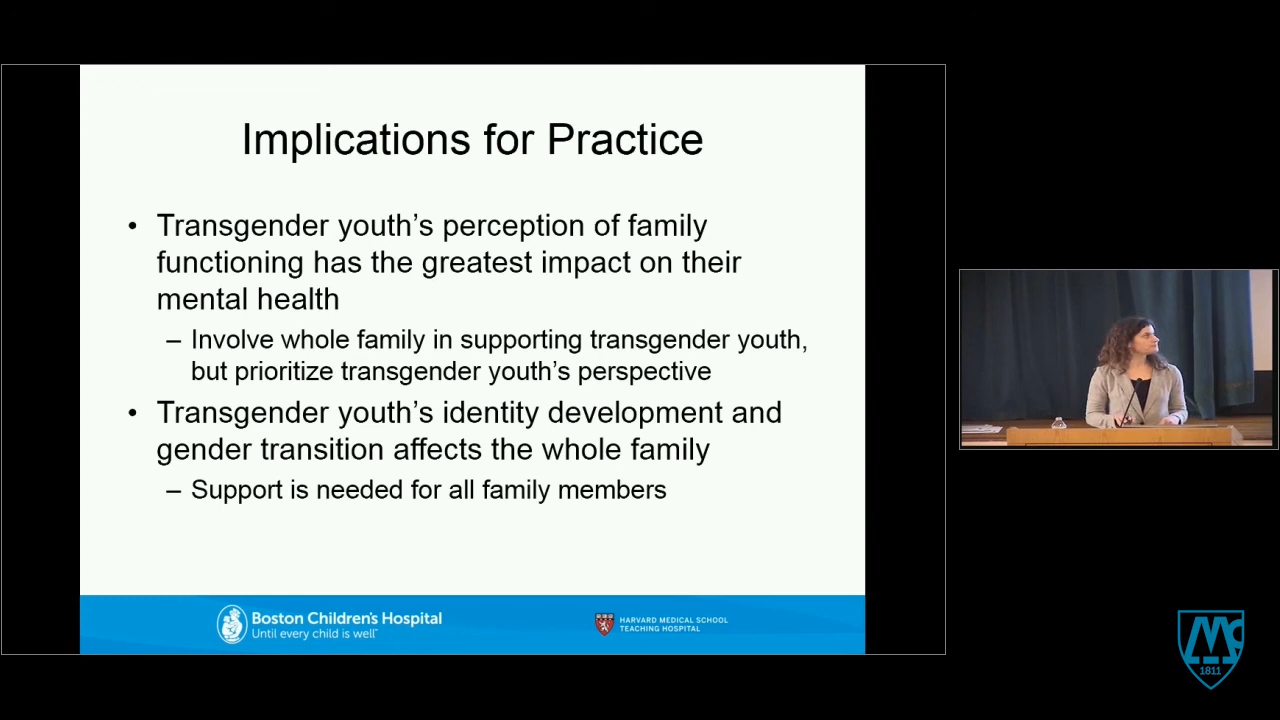 Implications for Practice
• Transgender youth's perception of family
functioning has the greatest impact on their
mental health
– Involve whole family in supporting transgender youth,
but prioritize transgender youth's perspective
• Transgender youth's identity development and
gender transition affects the whole family
– Support is needed for all family members
Boston Children's Hospital
Until every child is well™
HARVARD MEDICAL SCHOOL
TEACHING HOSPITAL
1811